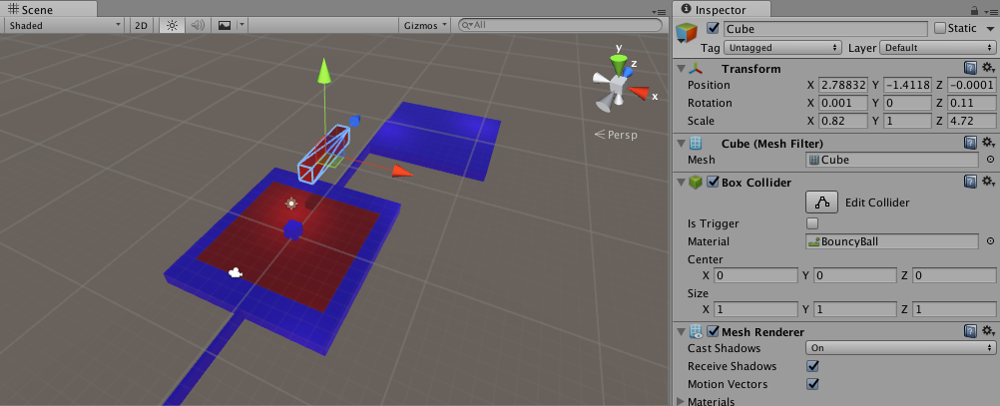 Scene
Shaded 2D Gizmos All
y
z
x
Persp
Inspector
Cube Static
Tag Untagged Layer Default
Transform
Position X 2.78832 Y -1.4118 Z -0.0001
Rotation X 0.001 Y 0 Z 0.11
Scale X 0.82 Y 1 Z 4.72
Cube (Mesh Filter)
Mesh Cube
Box Collider
Edit Collider
Is Trigger
Material BouncyBall
Center
X 0 Y 0 Z 0
Size
X 1 Y 1 Z 1
Mesh Renderer
Cast Shadows On
Receive Shadows
Motion Vectors
Materials